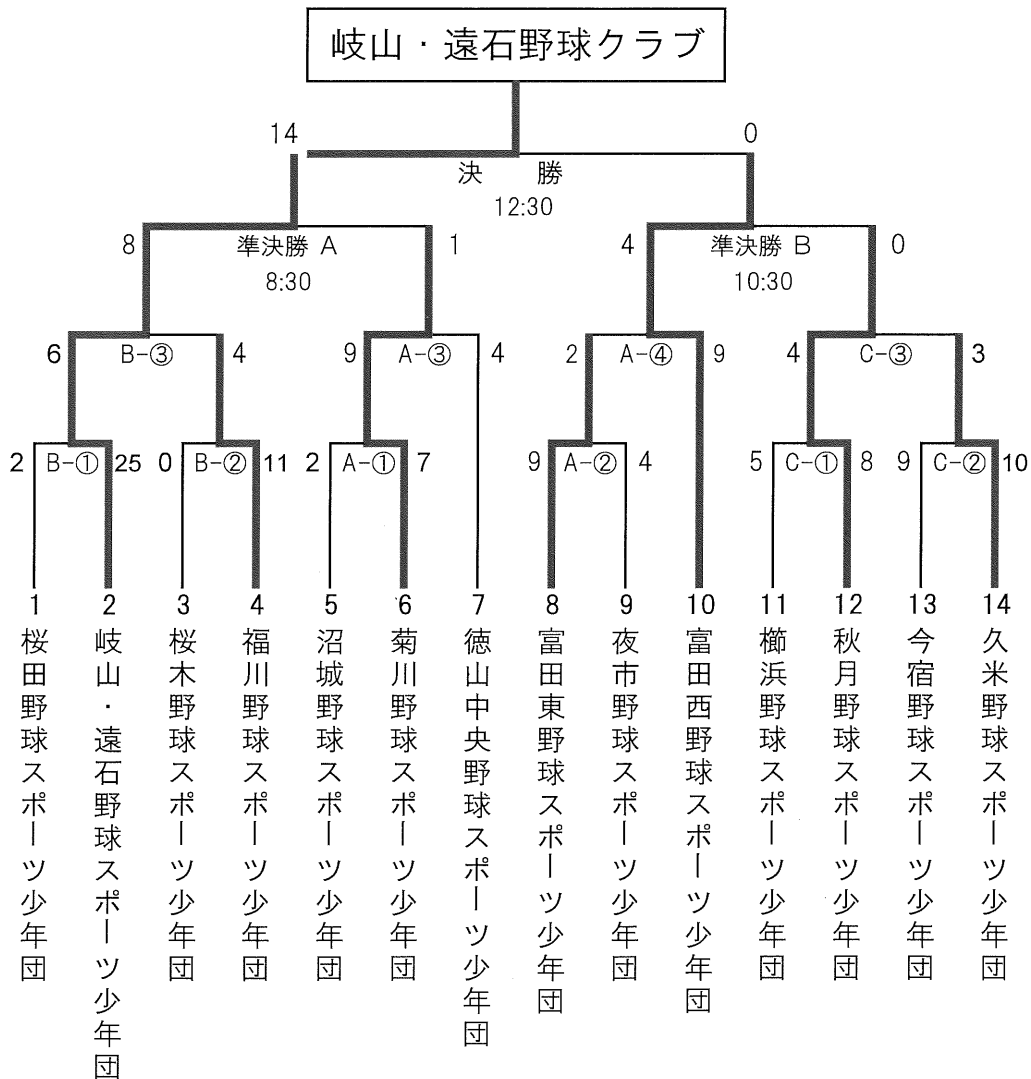 岐山・遠石野球クラブ
14 0
決 勝
12:30
8 準決勝 A 1 4 準決勝 B 0
8:30 10:30
6 B-③ 4 9 A-③ 4 2 A-④ 9 4 C-③ 3
2 B-① 25 0 B-② 11 2 A-① 7 9 A-② 4 5 C-① 8 9 C-② 10
1 2 3 4 5 6 7 8 9 10 11 12 13 14
桜田野球スポーツ少年団
岐山・遠石野球スポーツ少年団
桜木野球スポーツ少年団
福川野球スポーツ少年団
沼城野球スポーツ少年団
菊川野球スポーツ少年団
徳山中央野球スポーツ少年団
富田東野球スポーツ少年団
夜市野球スポーツ少年団
富田西野球スポーツ少年団
櫛浜野球スポーツ少年団
秋月野球スポーツ少年団
今宿野球スポーツ少年団
久米野球スポーツ少年団